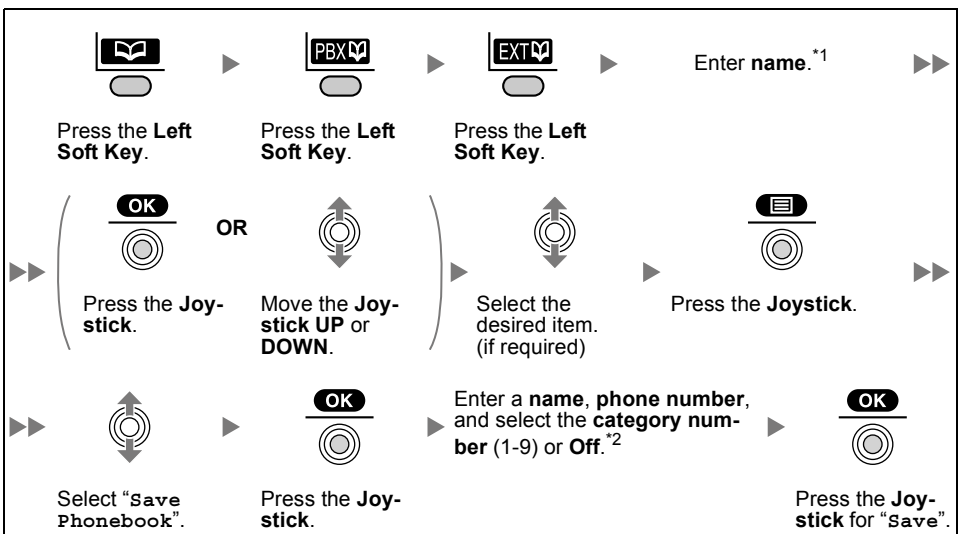 PBX
EXT
Enter name.*1
Press the Left
Soft Key.
Press the Left
Soft Key.
Press the Left
Soft Key.
OK
OR
Press the Joy-
stick.
Move the Joy-
stick UP or
DOWN.
Select the
desired item.
(if required)
Press the Joystick.
Select “Save
Phonebook”.
OK
Press the Joy-
stick.
Enter a name, phone number,
and select the category num-
ber (1-9) or Off.*2
OK
Press the Joy-
stick for “Save”.